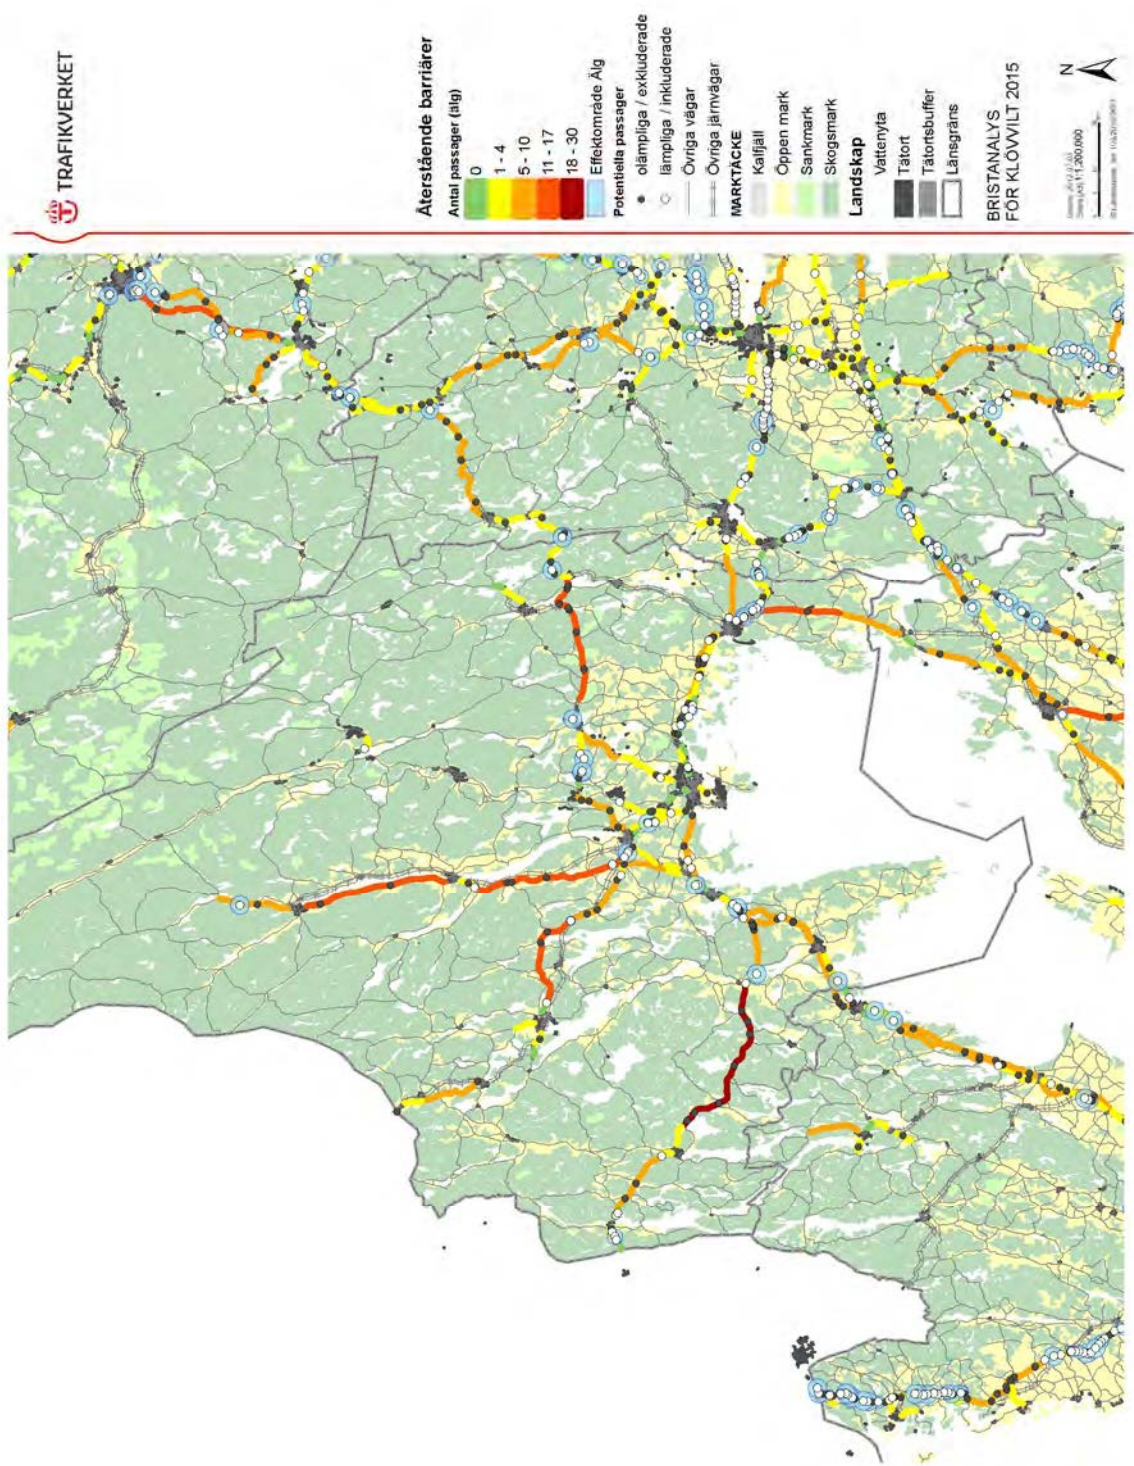 TRAFIKVERKET
Återstående barriärer
Antal passager (älg)
0
1 - 4
5 - 10
11 - 17
18 - 30
Effektområde Älg
Potentiella passager
olämpliga / exkluderade
lämpliga / inkluderade
Övriga vägar
Övriga järnvägar
MARKTÄCKE
Kalfjäll
Öppen mark
Sankmark
Skogsmark
Landskap
Vattenyta
Tätort
Tätortsbuffer
Länsgräns
BRISTANALYS
FÖR KLÖVVILT 2015
N
1:1,200,000